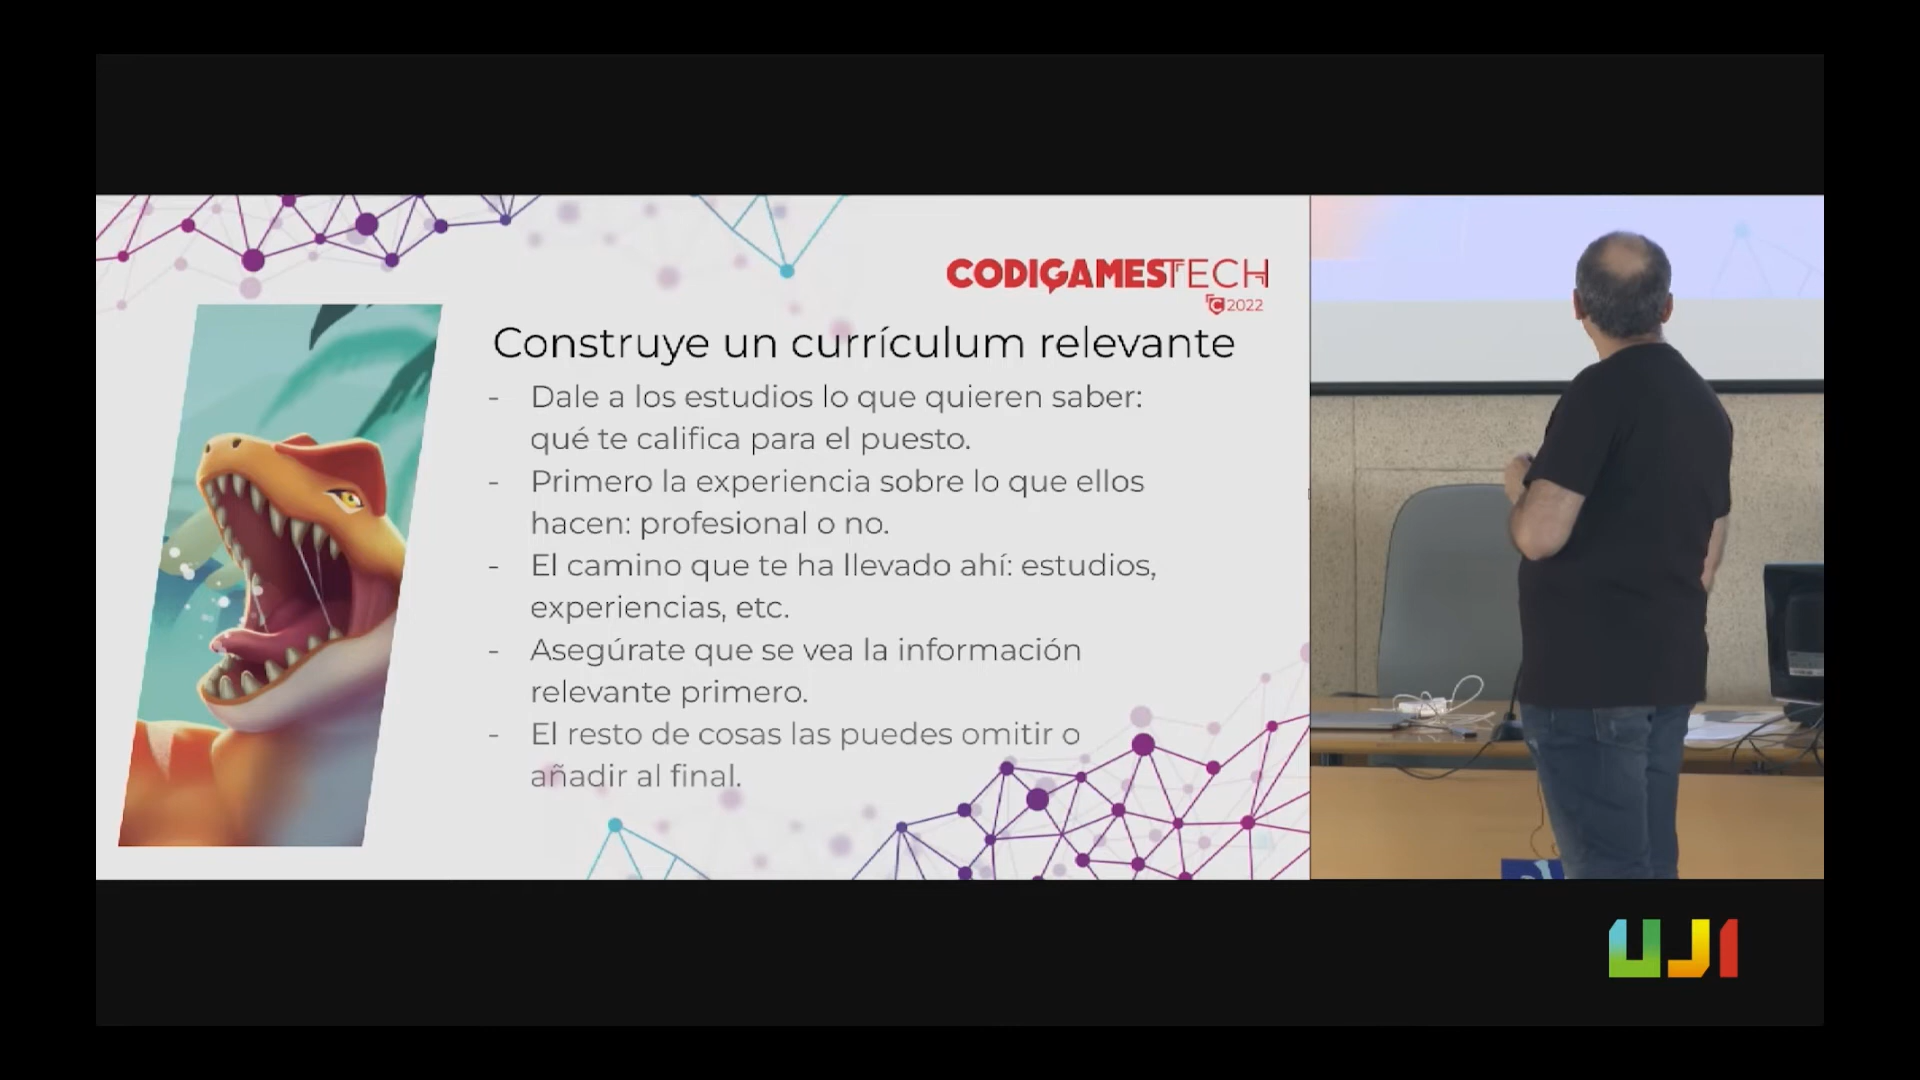 CODIGAMESTECH
C 2022
Construye un currículum relevante
- Dale a los estudios lo que quieren saber:
qué te califica para el puesto.
- Primero la experiencia sobre lo que ellos
hacen: profesional o no.
- El camino que te ha llevado ahí: estudios,
experiencias, etc.
- Asegúrate que se vea la información
relevante primero.
- El resto de cosas las puedes omitir o
añadir al final.
UJI